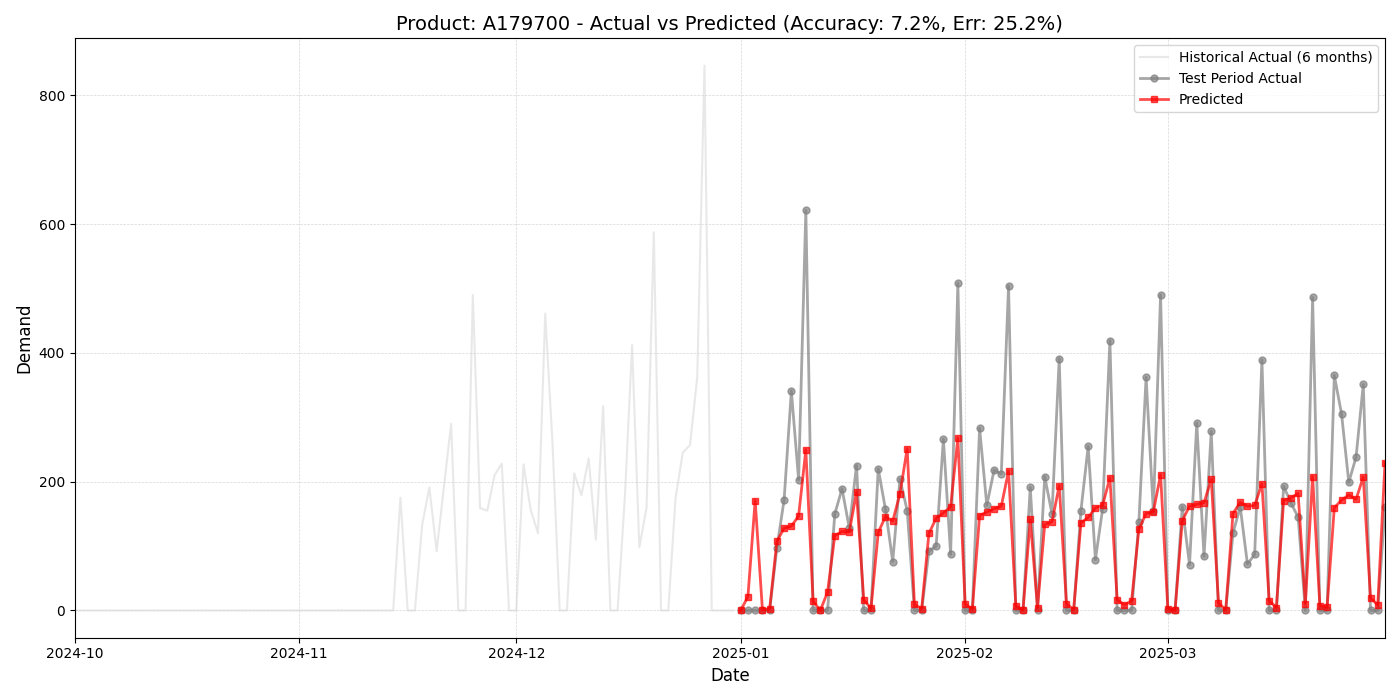 Product: A179700 - Actual vs Predicted (Accuracy: 7.2%, Err: 25.2%)
Historical Actual (6 months)
Test Period Actual
Predicted
Demand
800
600
400
200
0
2024-10
2024-11
2024-12
2025-01
2025-02
2025-03
Date